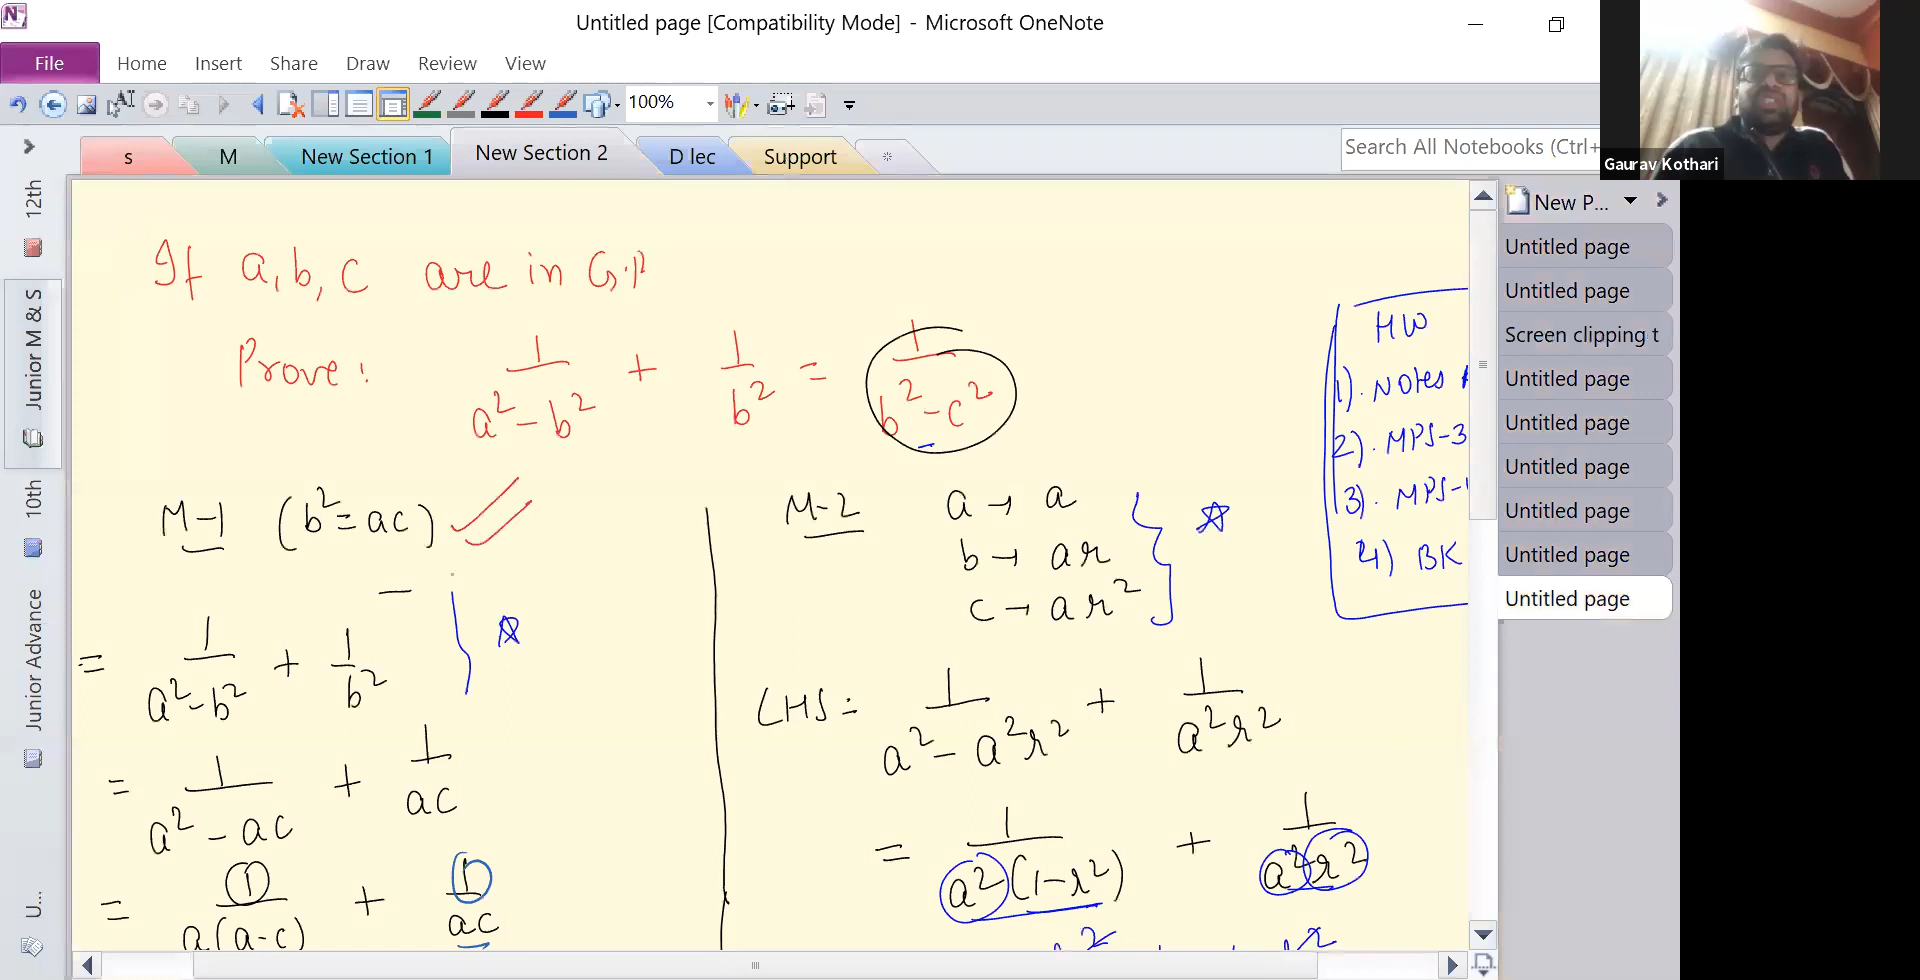 Untitled page [Compatibility Mode] - Microsoft OneNote
File Home Insert Share Draw Review View
100%
s M New Section 1 New Section 2 D lec Support
Search All Notebooks (Ctrl+
Gaurav Kothari
12th
Junior M & S
10th
Junior Advance
U...
New P...
Untitled page
Untitled page
Screen clipping t
Untitled page
Untitled page
Untitled page
Untitled page
Untitled page
Untitled page
If a, b, c are in G.P
Prove: 1/(a²-b²) + 1/b² = 1/(b²-c²)
M-1 (b²=ac)
= 1/(a²-b²) + 1/b²
= 1/(a²-ac) + 1/ac
= 1/(a(a-c)) + 1/ac
M-2 a → a
b → ar
c → ar²
LHS = 1/(a²-a²r²) + 1/(a²r²)
= 1/(a²(1-r²)) + 1/(a²r²)
HW
1). Notes
2). MPS-3
3). MPS-
4) BK